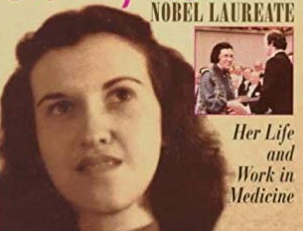 NOBEL LAUREATE
Her Life
and
Work in
Medicine